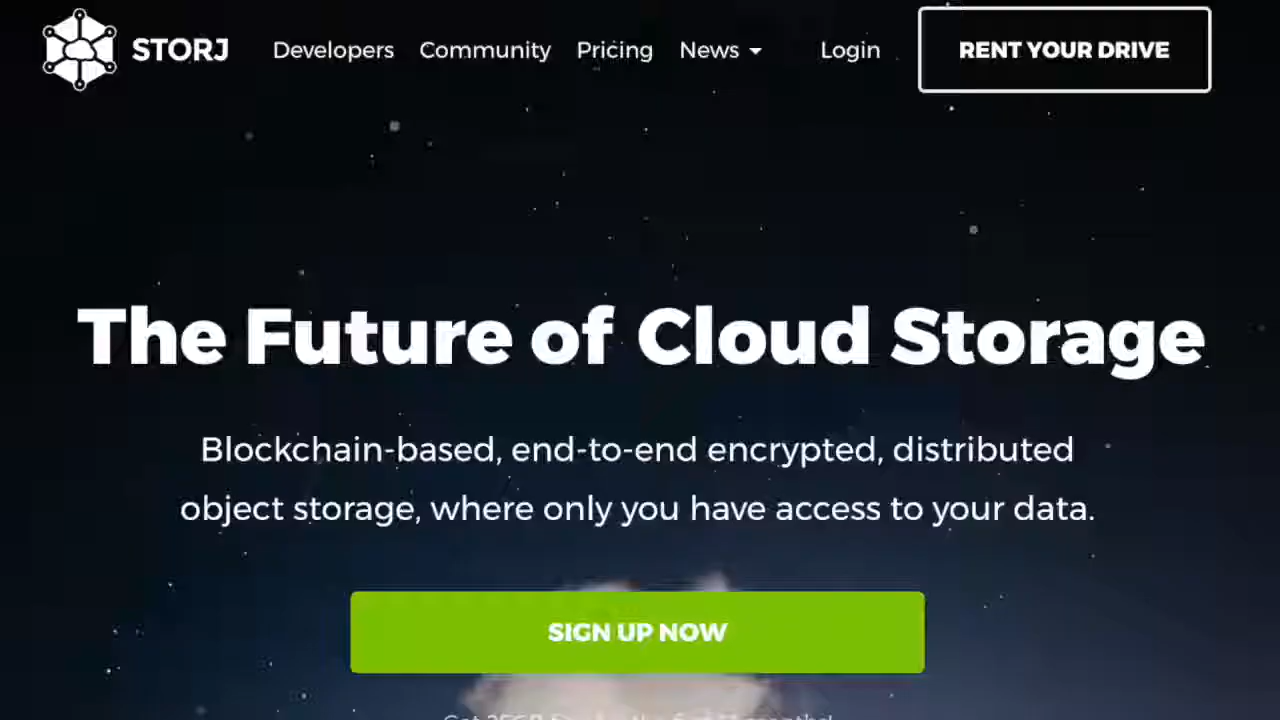 STORJ Developers Community Pricing News Login RENT YOUR DRIVE
The Future of Cloud Storage
Blockchain-based, end-to-end encrypted, distributed
object storage, where only you have access to your data.
SIGN UP NOW